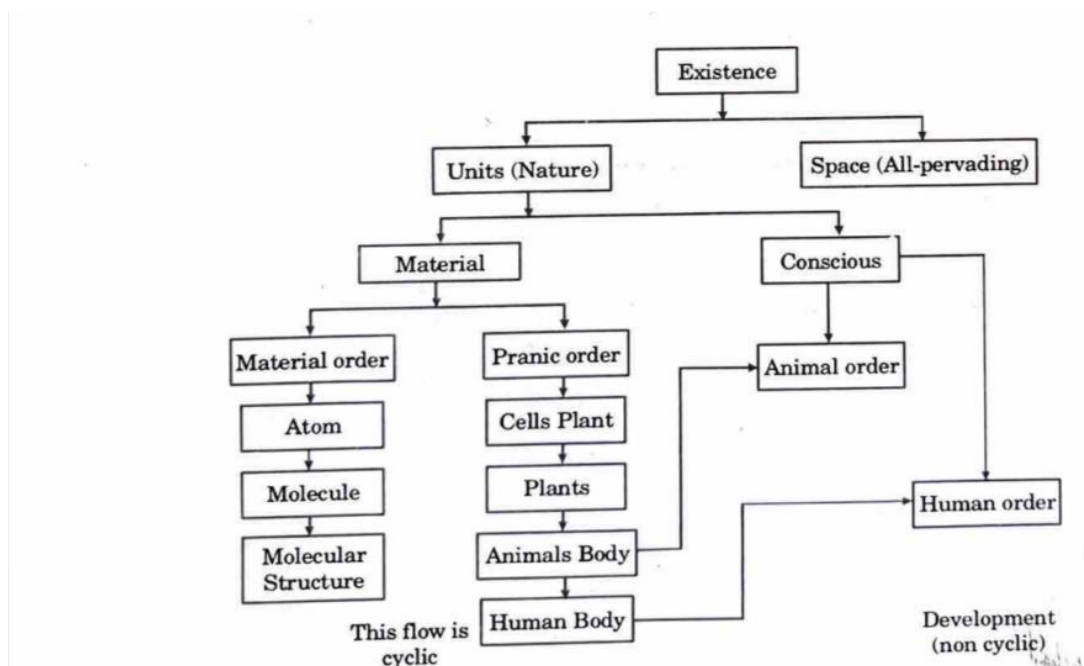 Existence
Units (Nature)
Space (All-pervading)
Material
Conscious
Material order
Pranic order
Animal order
Atom
Cells Plant
Molecule
Plants
Human order
Molecular
Structure
Animals Body
Human Body
This flow is
cyclic
Development
(non cyclic)